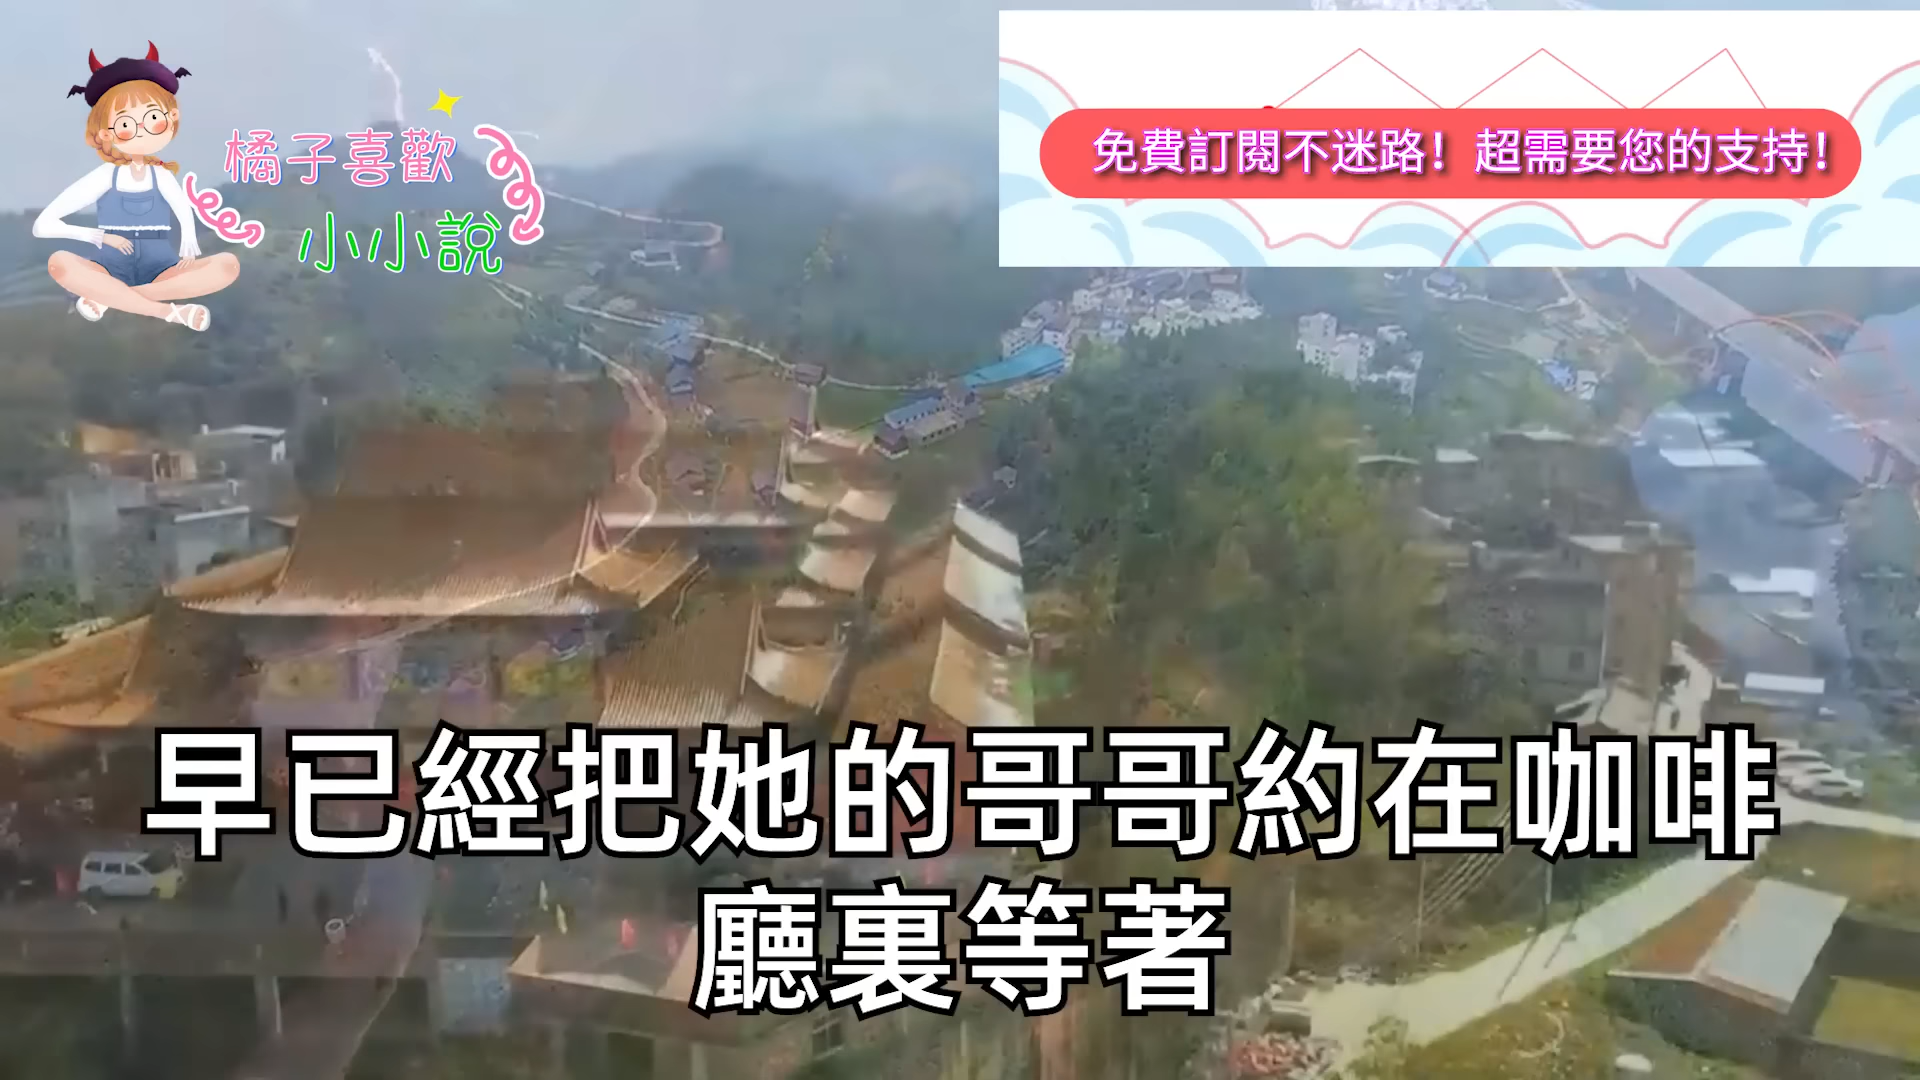 橘子喜歡
小小說
免費訂閱不迷路！超需要您的支持！
早已經把她的哥哥約在咖啡
廳裏等著